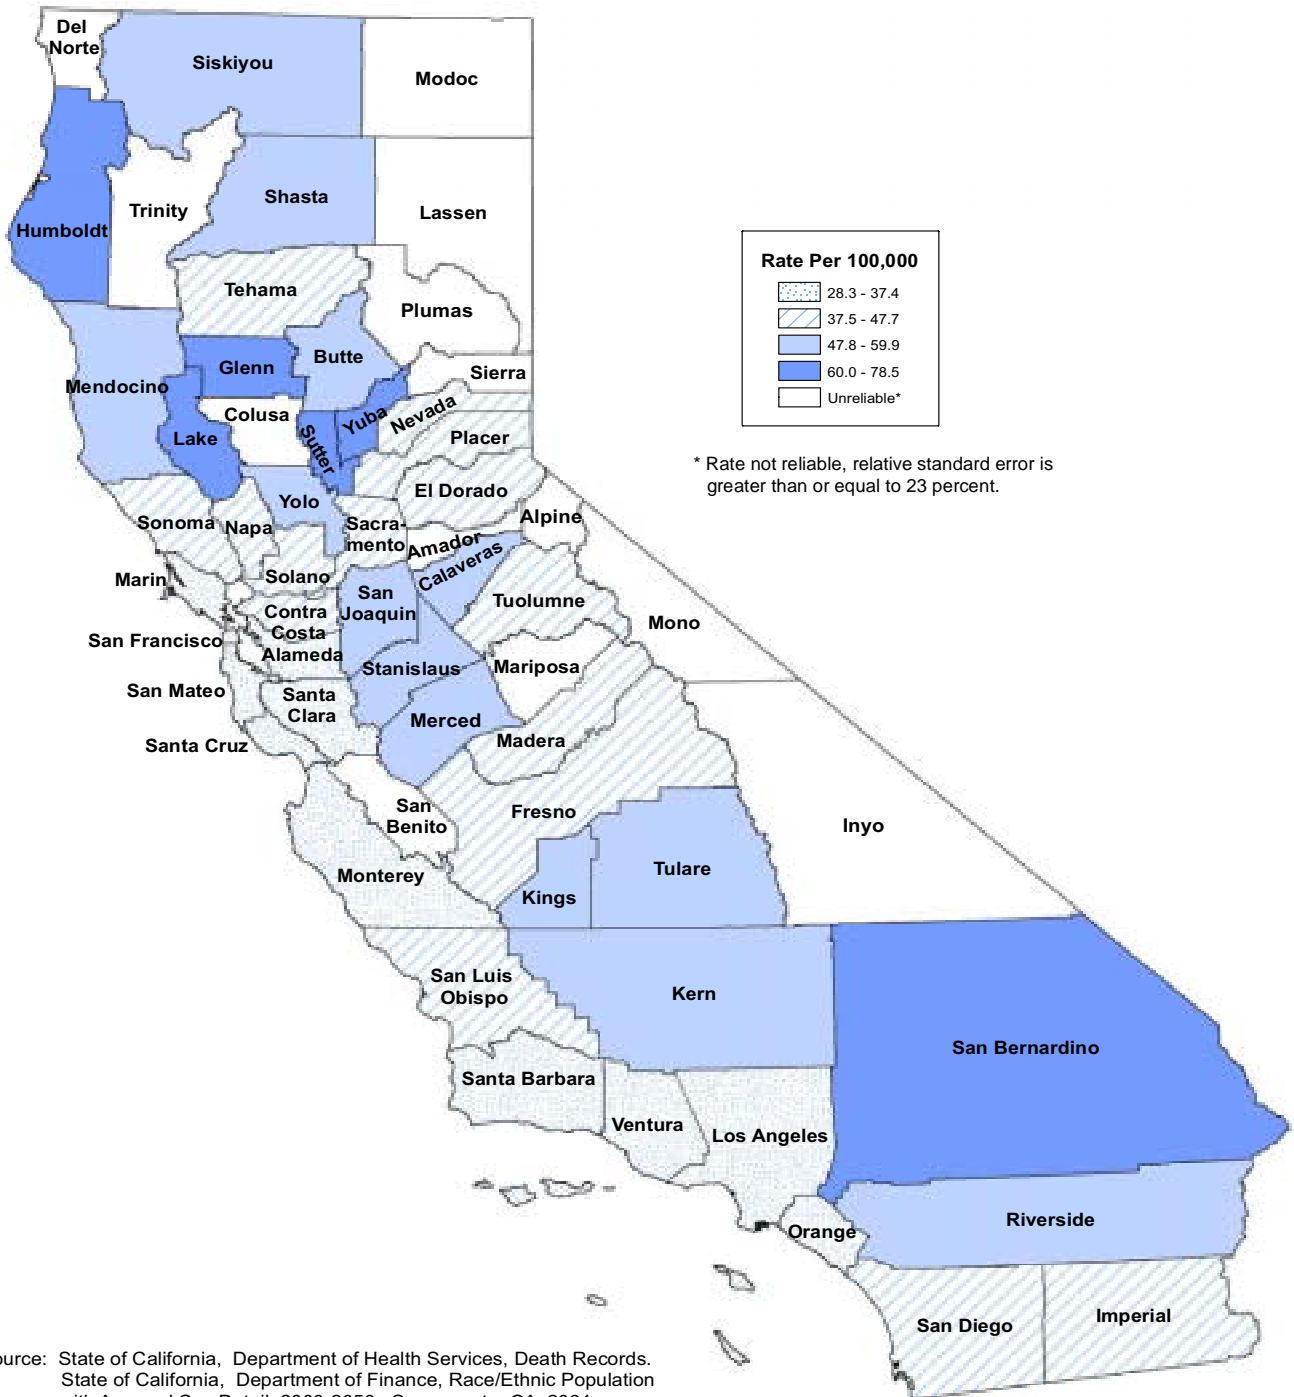 Del
Norte
Siskiyou
Modoc
Humboldt
Trinity
Shasta
Lassen
Tehama
Plumas
Mendocino
Glenn
Butte
Sierra
Lake
Colusa
Sutter
Yuba
Nevada
Placer
Yolo
El Dorado
Sonoma
Napa
Sacra-
mento
Amador
Alpine
Calaveras
Marin
Solano
San
Joaquin
Tuolumne
Mono
Contra
Costa
San Francisco
Alameda
Stanislaus
Mariposa
San Mateo
Santa
Clara
Merced
Madera
Santa Cruz
San
Benito
Fresno
Inyo
Monterey
Kings
Tulare
San Luis
Obispo
Kern
San Bernardino
Santa Barbara
Ventura
Los Angeles
Orange
Riverside
San Diego
Imperial
Rate Per 100,000
28.3 - 37.4
37.5 - 47.7
47.8 - 59.9
60.0 - 78.5
Unreliable*
* Rate not reliable, relative standard error is
greater than or equal to 23 percent.
ource: State of California, Department of Health Services, Death Records.
State of California, Department of Finance, Race/Ethnic Population